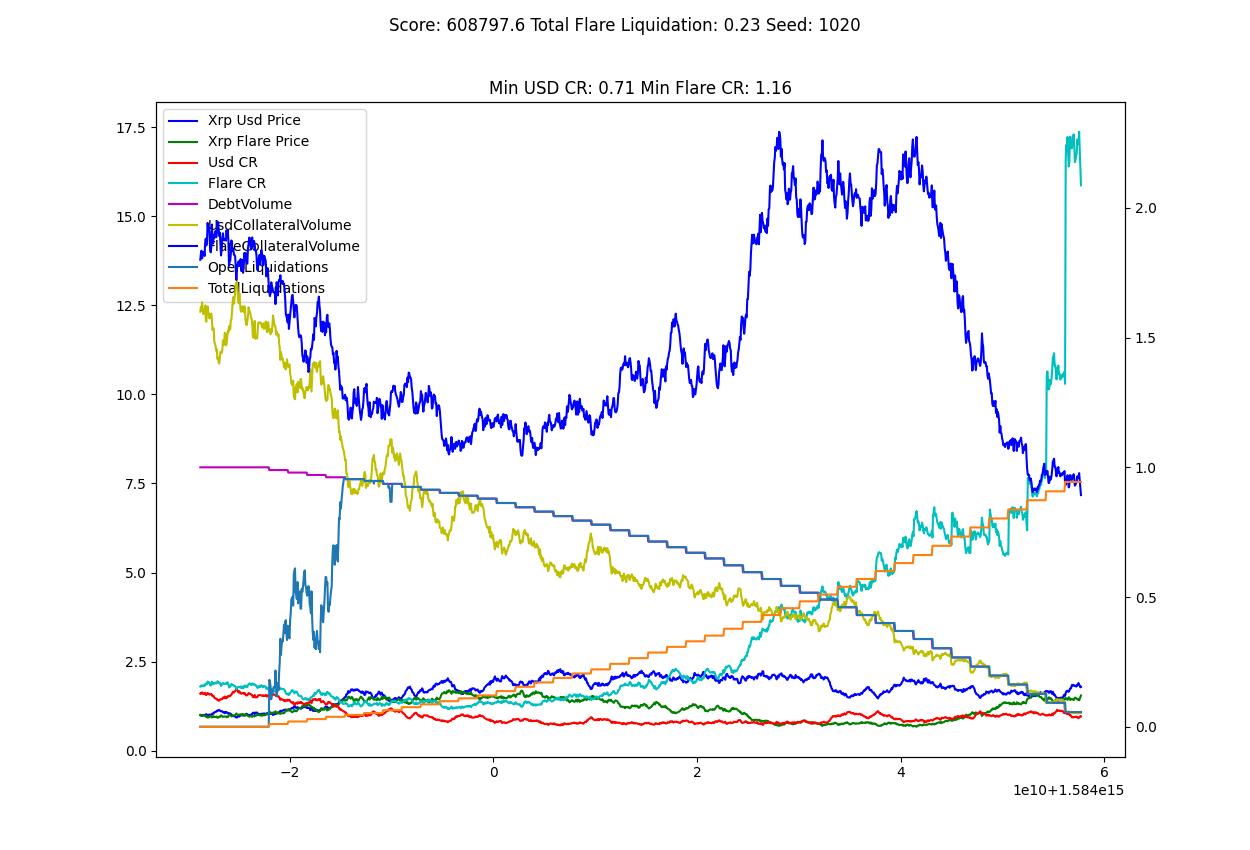 Score: 608797.6 Total Flare Liquidation: 0.23 Seed: 1020
Min USD CR: 0.71 Min Flare CR: 1.16
Xrp Usd Price
Xrp Flare Price
Usd CR
Flare CR
DebtVolume
UsdCollateralVolume
FlareCollateralVolume
OpenLiquidations
TotalLiquidations
17.5
15.0
12.5
10.0
7.5
5.0
2.5
0.0
2.0
1.5
1.0
0.5
0.0
−2
0
2
4
6
1e10+1.584e15